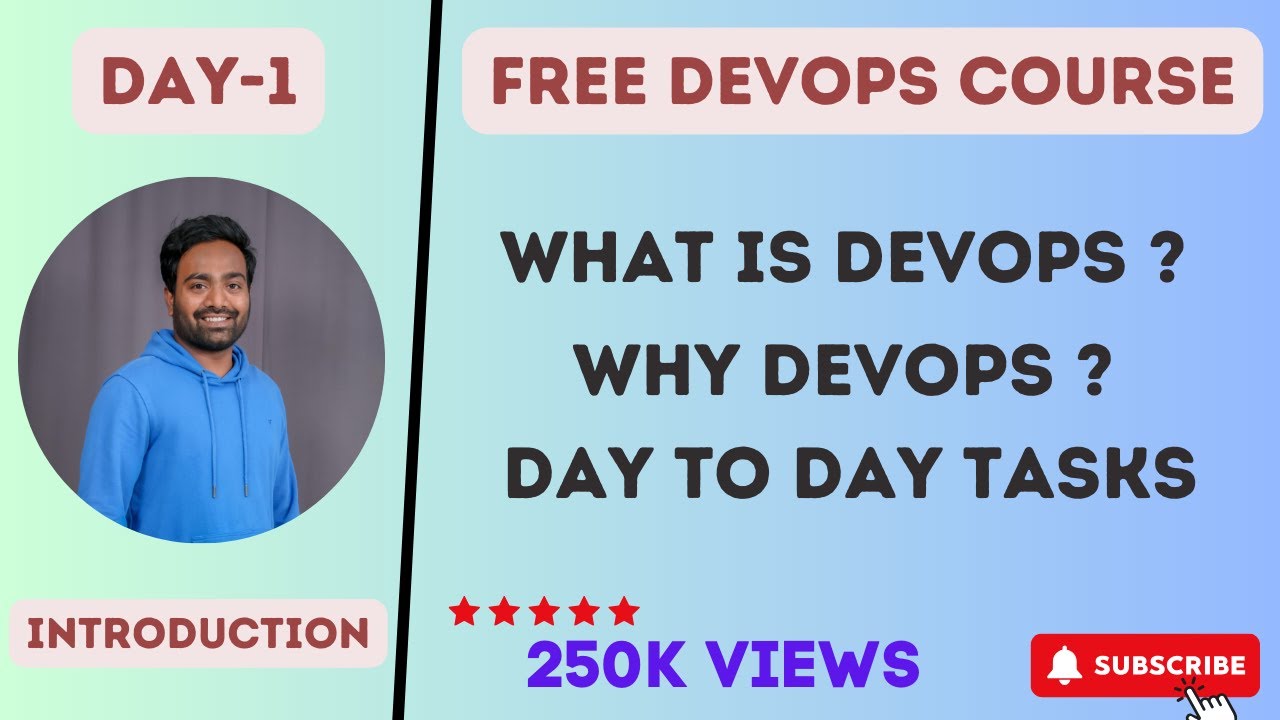 DAY-1
INTRODUCTION
FREE DEVOPS COURSE
WHAT IS DEVOPS ?
WHY DEVOPS ?
DAY TO DAY TASKS
250K VIEWS
SUBSCRIBE